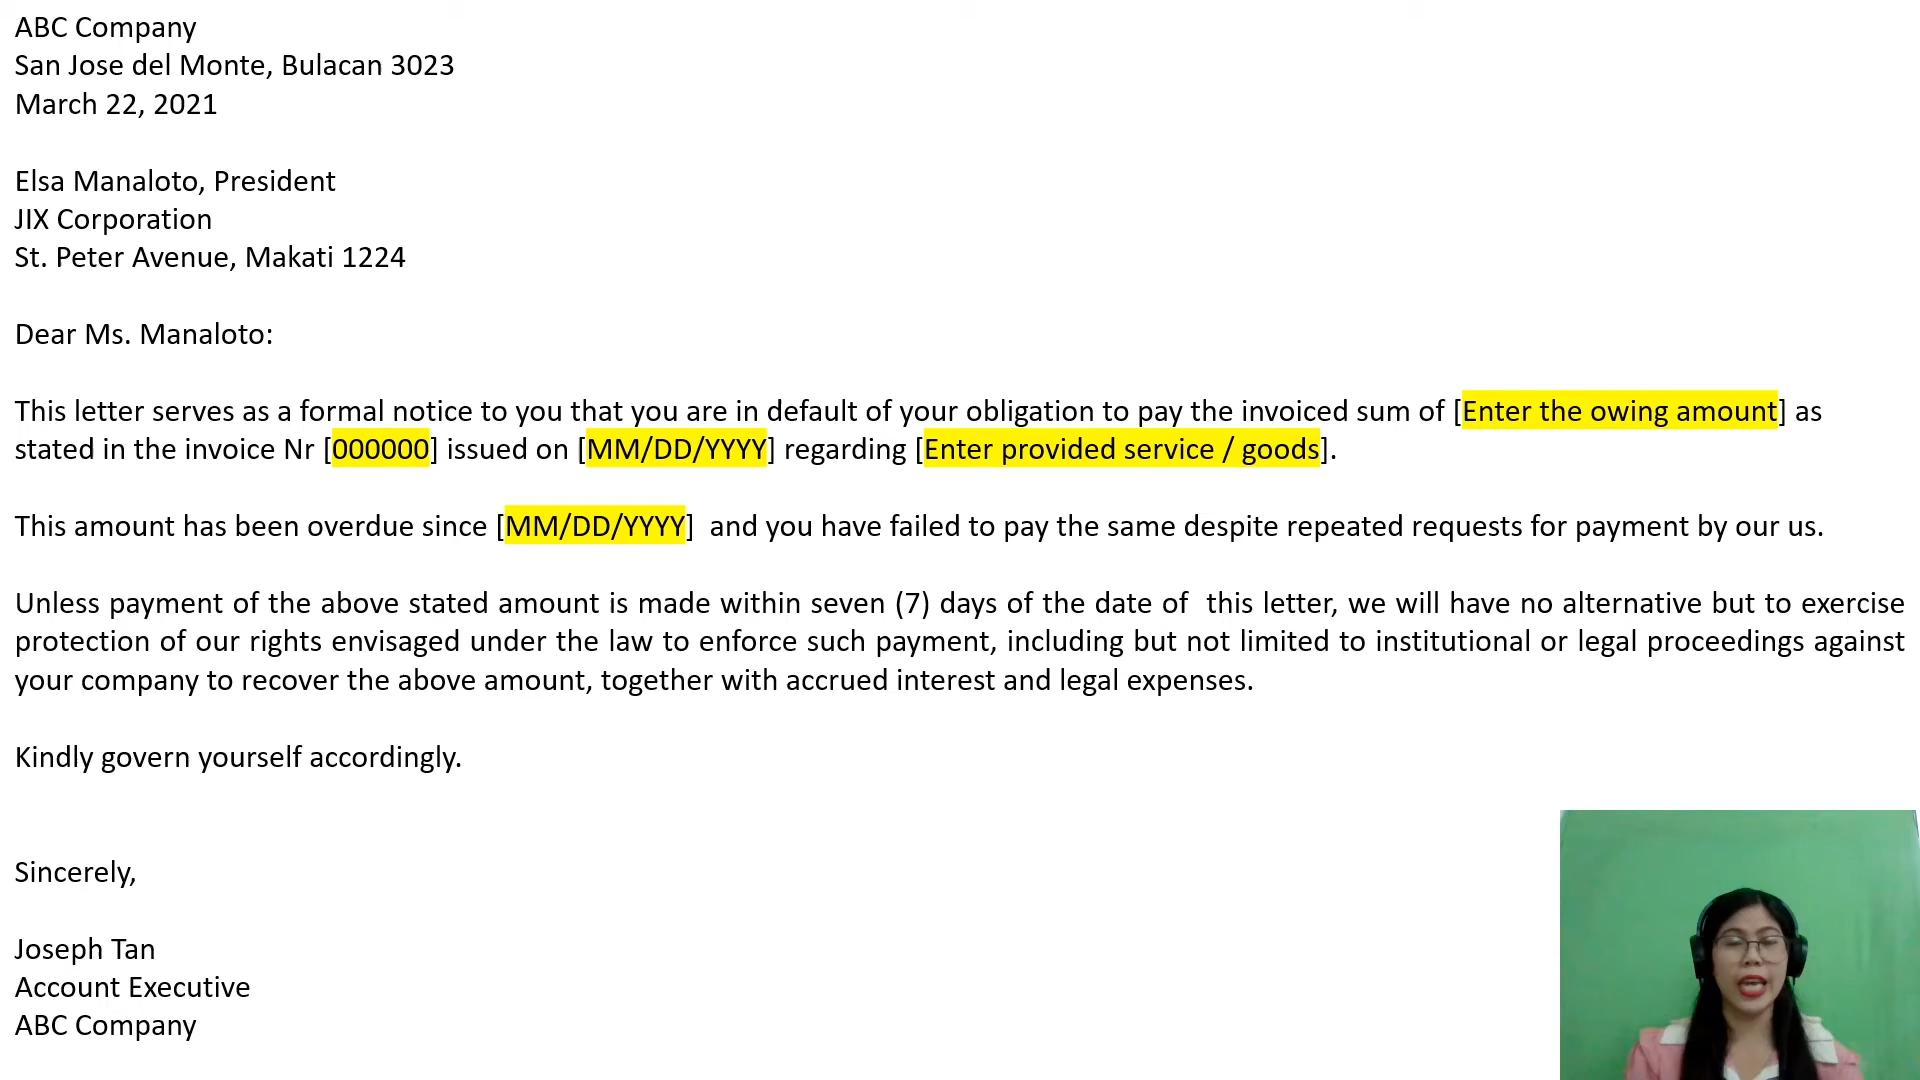 ABC Company
San Jose del Monte, Bulacan 3023
March 22, 2021
Elsa Manaloto, President
JIX Corporation
St. Peter Avenue, Makati 1224
Dear Ms. Manaloto:
This letter serves as a formal notice to you that you are in default of your obligation to pay the invoiced sum of [Enter the owing amount] as
stated in the invoice Nr [000000] issued on [MM/DD/YYYY] regarding [Enter provided service / goods].
This amount has been overdue since [MM/DD/YYYY]  and you have failed to pay the same despite repeated requests for payment by our us.
Unless payment of the above stated amount is made within seven (7) days of the date of  this letter, we will have no alternative but to exercise
protection of our rights envisaged under the law to enforce such payment, including but not limited to institutional or legal proceedings against
your company to recover the above amount, together with accrued interest and legal expenses.
Kindly govern yourself accordingly.
Sincerely,
Joseph Tan
Account Executive
ABC Company